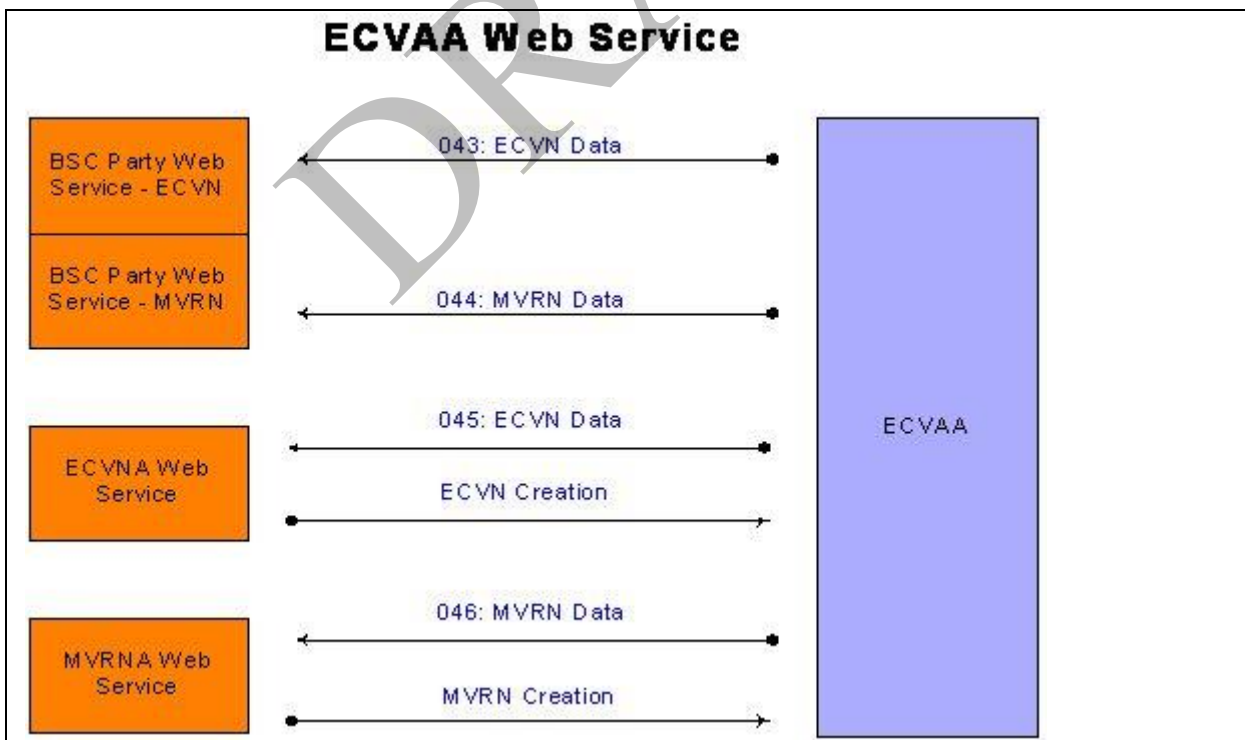 ECVAA Web Service
BSC Party Web
Service - ECVN
043: ECVN Data
BSC Party Web
Service - MVRN
044: MVRN Data
045: ECVN Data
ECVAA
ECVNA Web
Service
ECVN Creation
046: MVRN Data
MVRNA Web
Service
MVRN Creation